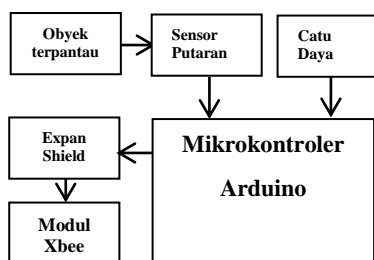 Obyek
terpantau
Sensor
Putaran
Catu
Daya
Expan
Shield
Mikrokontroler
Arduino
Modul
Xbee